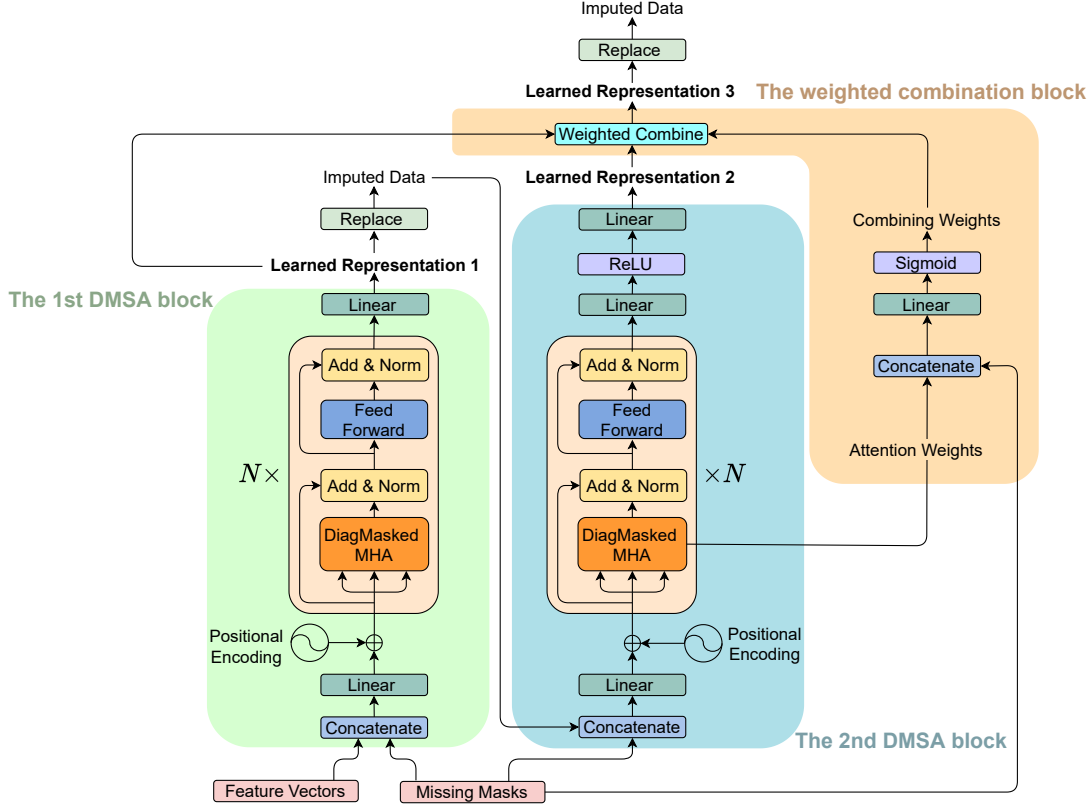 Imputed Data
Replace
Learned Representation 3
The weighted combination block
Weighted Combine
Imputed Data
Learned Representation 2
Replace
Linear
Combining Weights
Learned Representation 1
ReLU
Sigmoid
The 1st DMSA block
Linear
Linear
Linear
Add & Norm
Add & Norm
Concatenate
Feed
Forward
Feed
Forward
Attention Weights
N×
Add & Norm
Add & Norm
×N
DiagMasked
MHA
DiagMasked
MHA
Positional
Encoding
Positional
Encoding
Linear
Linear
Concatenate
Concatenate
The 2nd DMSA block
Feature Vectors
Missing Masks